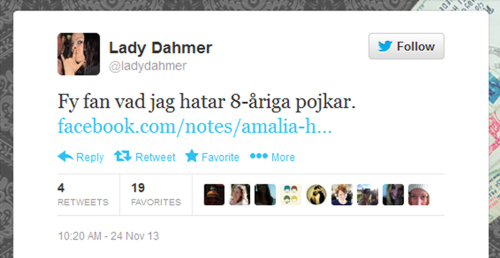 Lady Dahmer
@ladydahmer
Follow
Fy fan vad jag hatar 8-åriga pojkar.
facebook.com/notes/amalia-h...
Reply Retweet Favorite More
4 19
RETWEETS FAVORITES
10:20 AM - 24 Nov 13